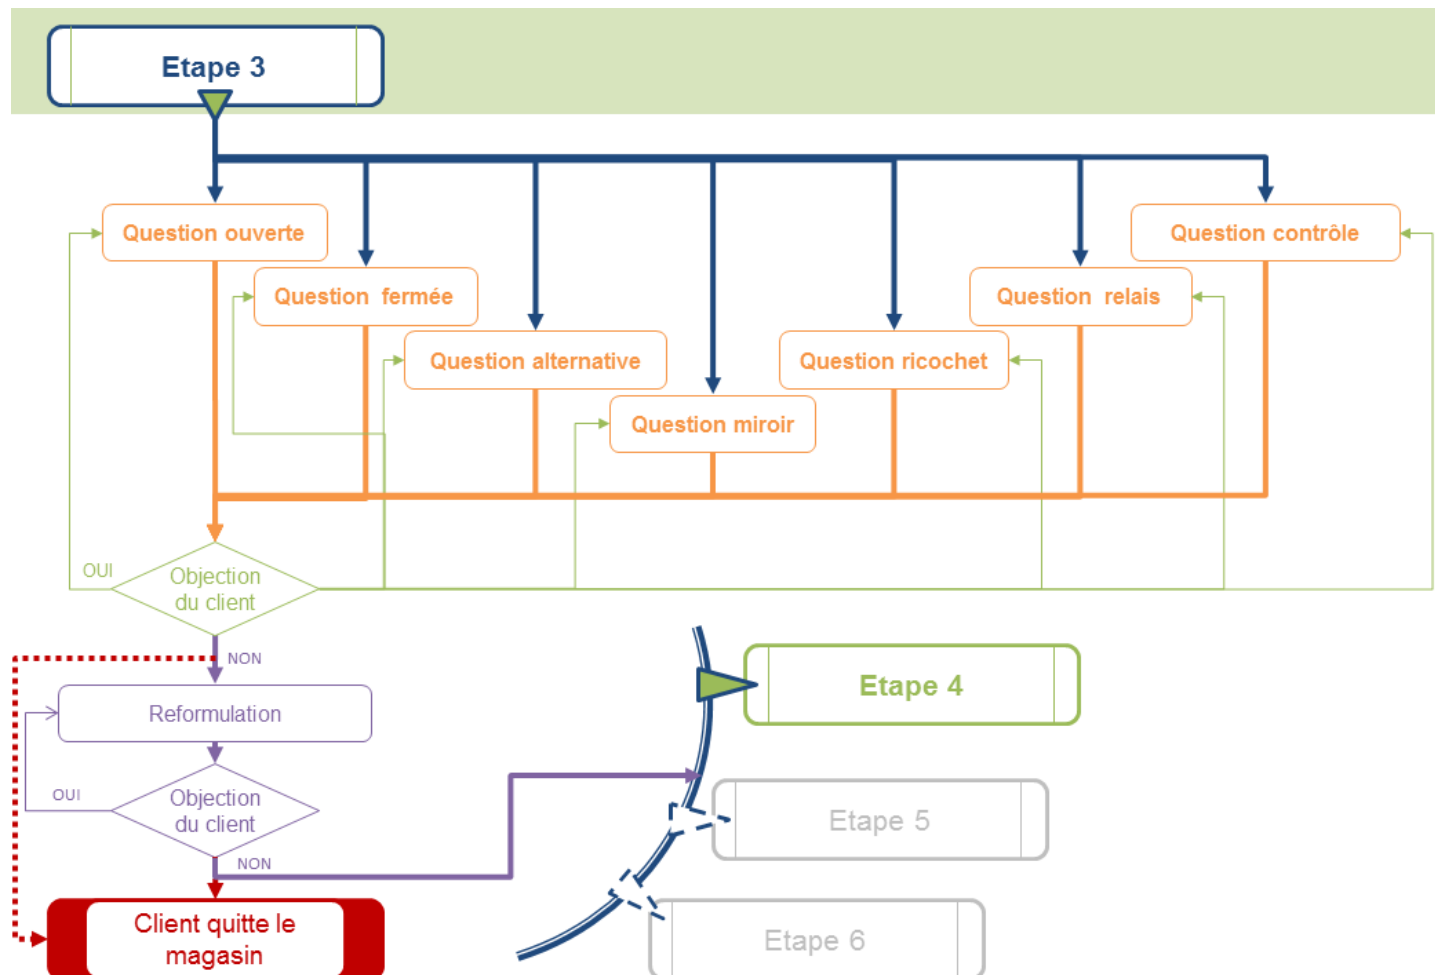 Etape 3
Question ouverte
Question contrôle
Question fermée
Question relais
Question alternative
Question ricochet
Question miroir
OUI
Objection
du client
NON
Reformulation
Etape 4
OUI
Objection
du client
Etape 5
NON
Client quitte le
magasin
Etape 6